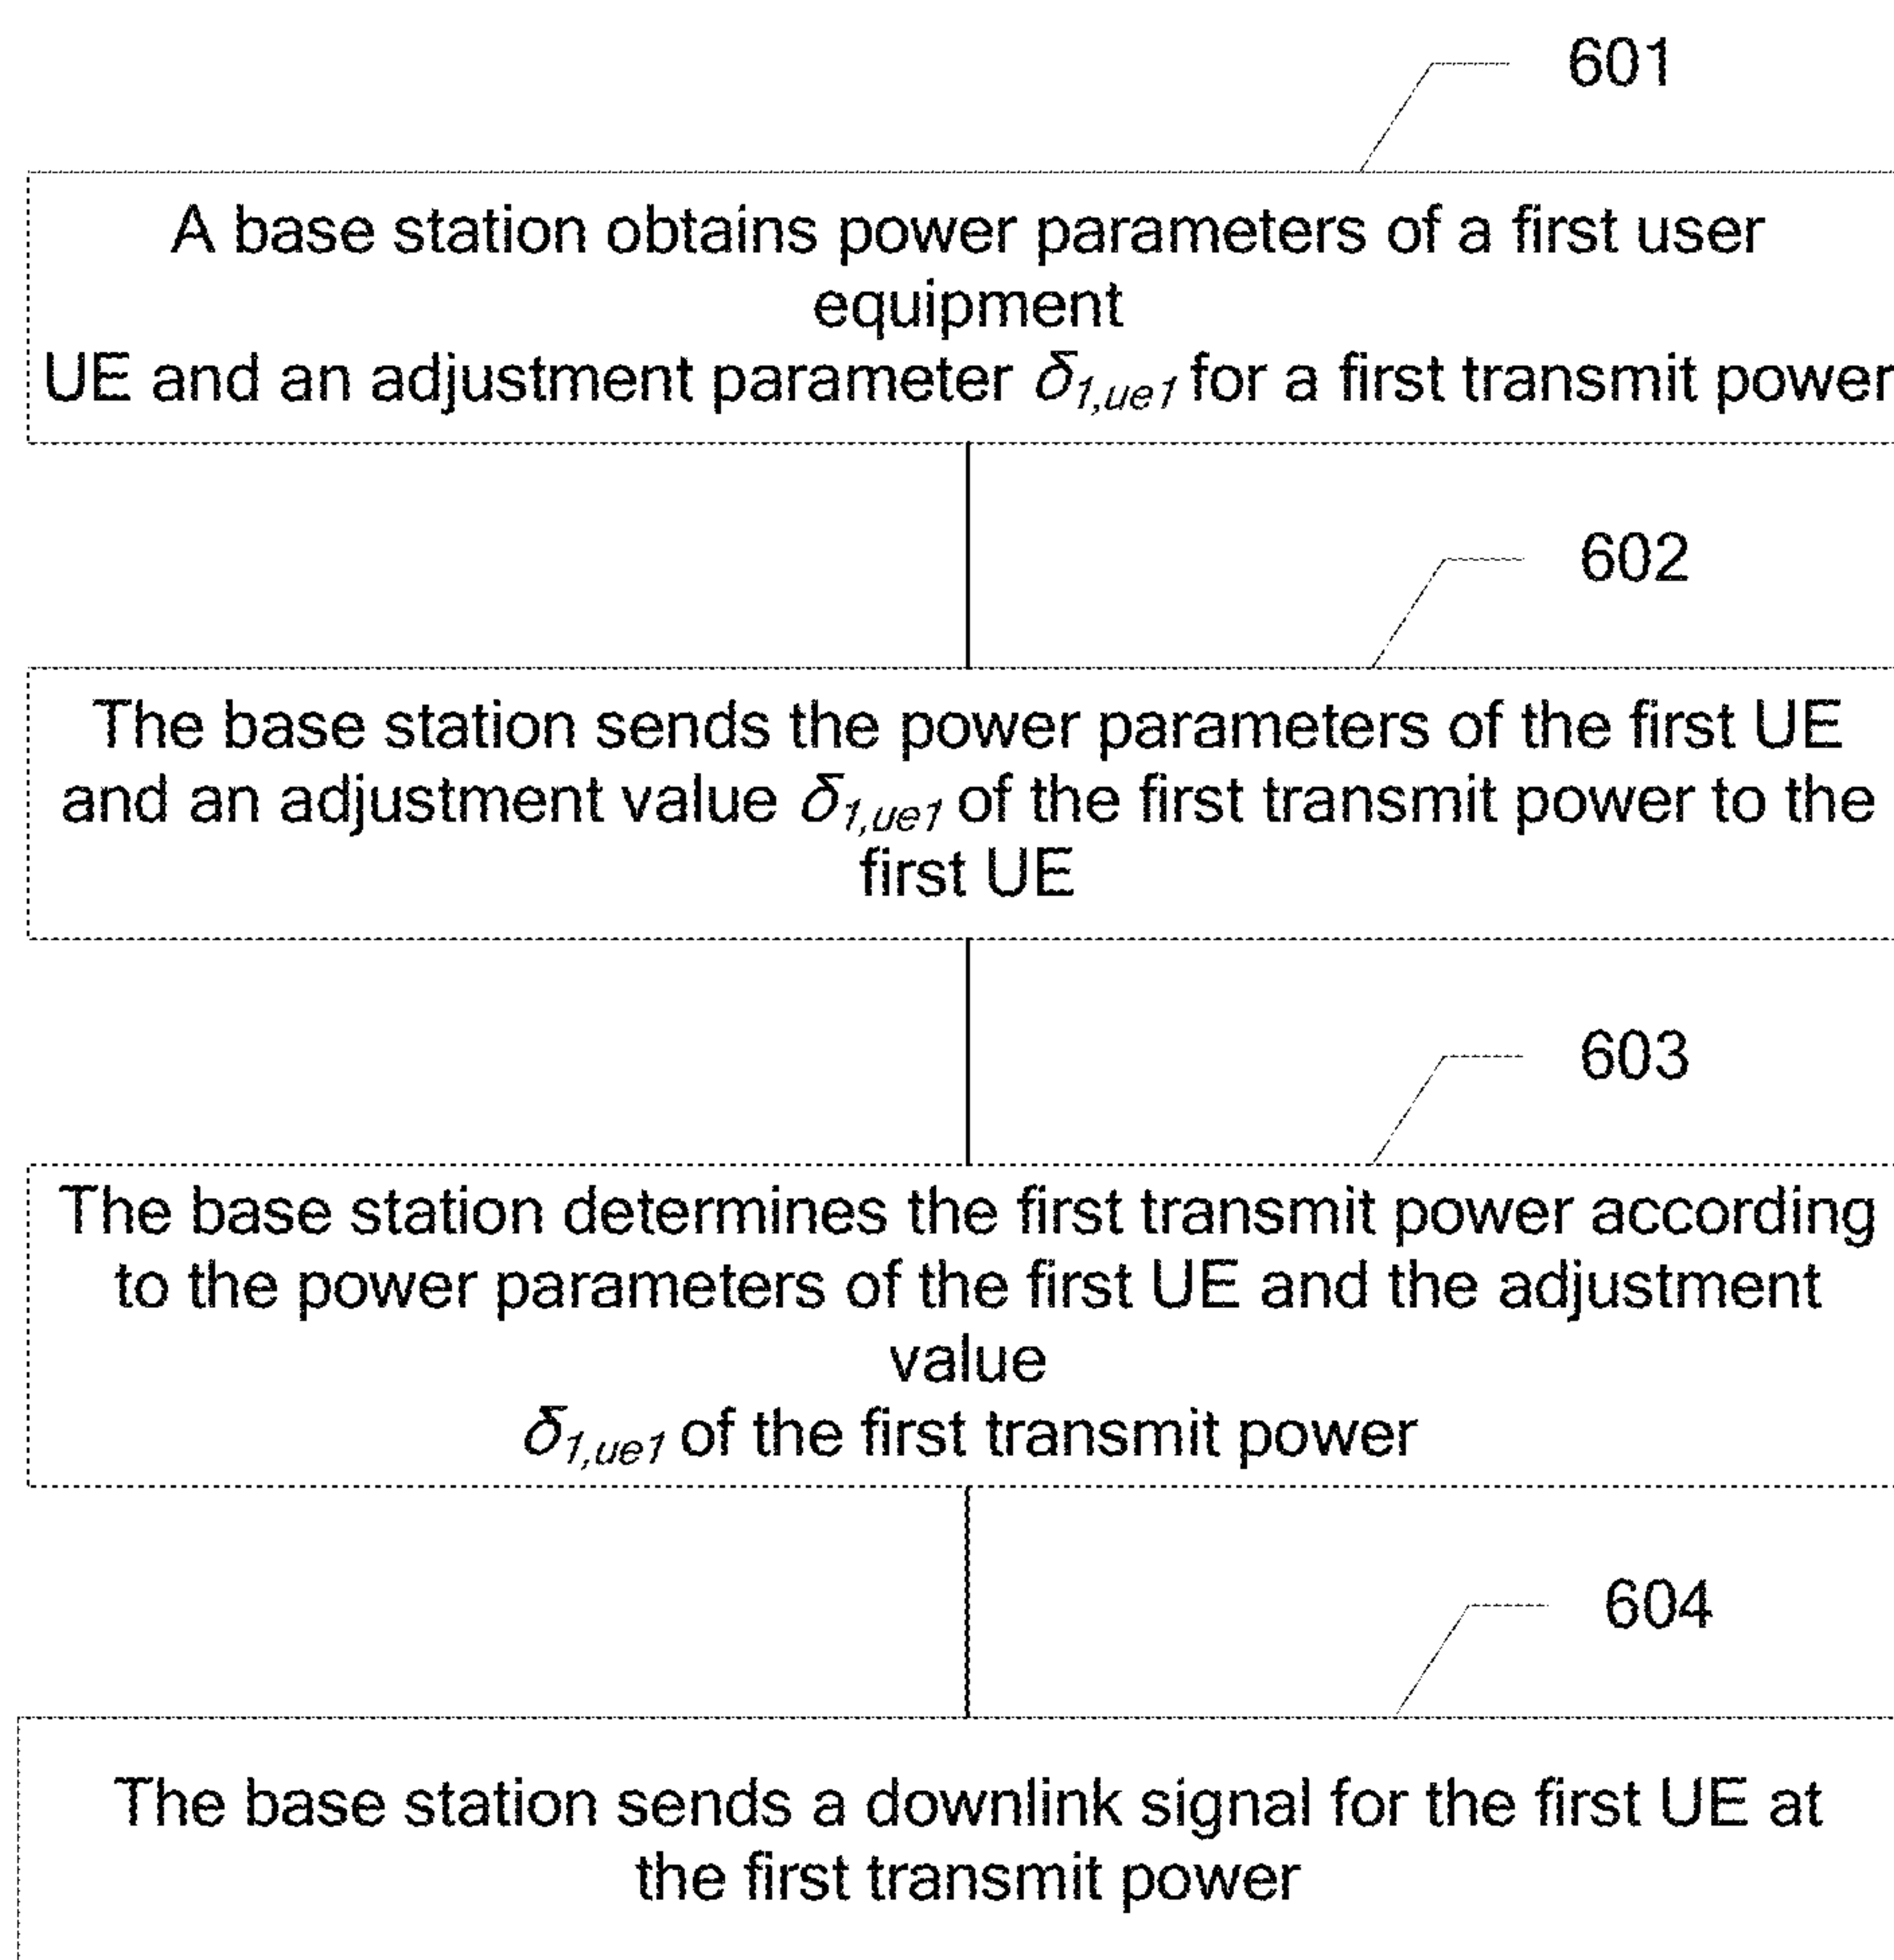 601
A base station obtains power parameters of a first user
equipment
UE and an adjustment parameter δ1,ue1 for a first transmit power
602
The base station sends the power parameters of the first UE
and an adjustment value δ1,ue1 of the first transmit power to the
first UE
603
The base station determines the first transmit power according
to the power parameters of the first UE and the adjustment
value
δ1,ue1 of the first transmit power
604
The base station sends a downlink signal for the first UE at
the first transmit power